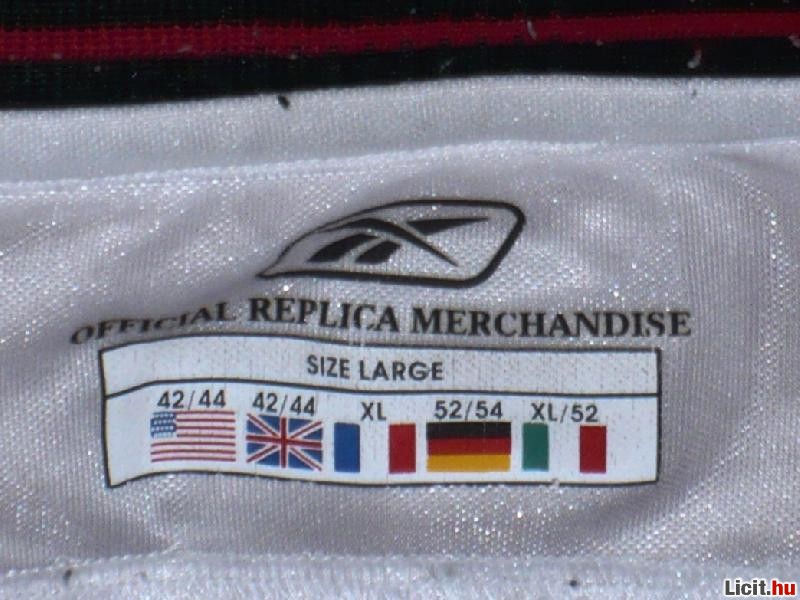 OFFICIAL REPLICA MERCHANDISE
SIZE LARGE
42/44 42/44 XL 52/54 XL/52
Licit.hu